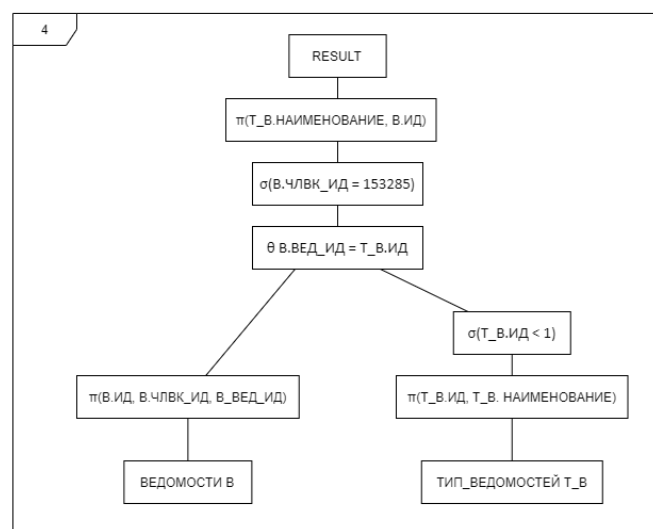 4
RESULT
π(Т_В.НАИМЕНОВАНИЕ, В.ИД)
σ(В.ЧЛВК_ИД = 153285)
θ В.ВЕД_ИД = Т_В.ИД
σ(Т_В.ИД < 1)
π(В.ИД, В.ЧЛВК_ИД, В_ВЕД_ИД)
π(Т_В.ИД, Т_В. НАИМЕНОВАНИЕ)
ВЕДОМОСТИ В
ТИП_ВЕДОМОСТЕЙ Т_В